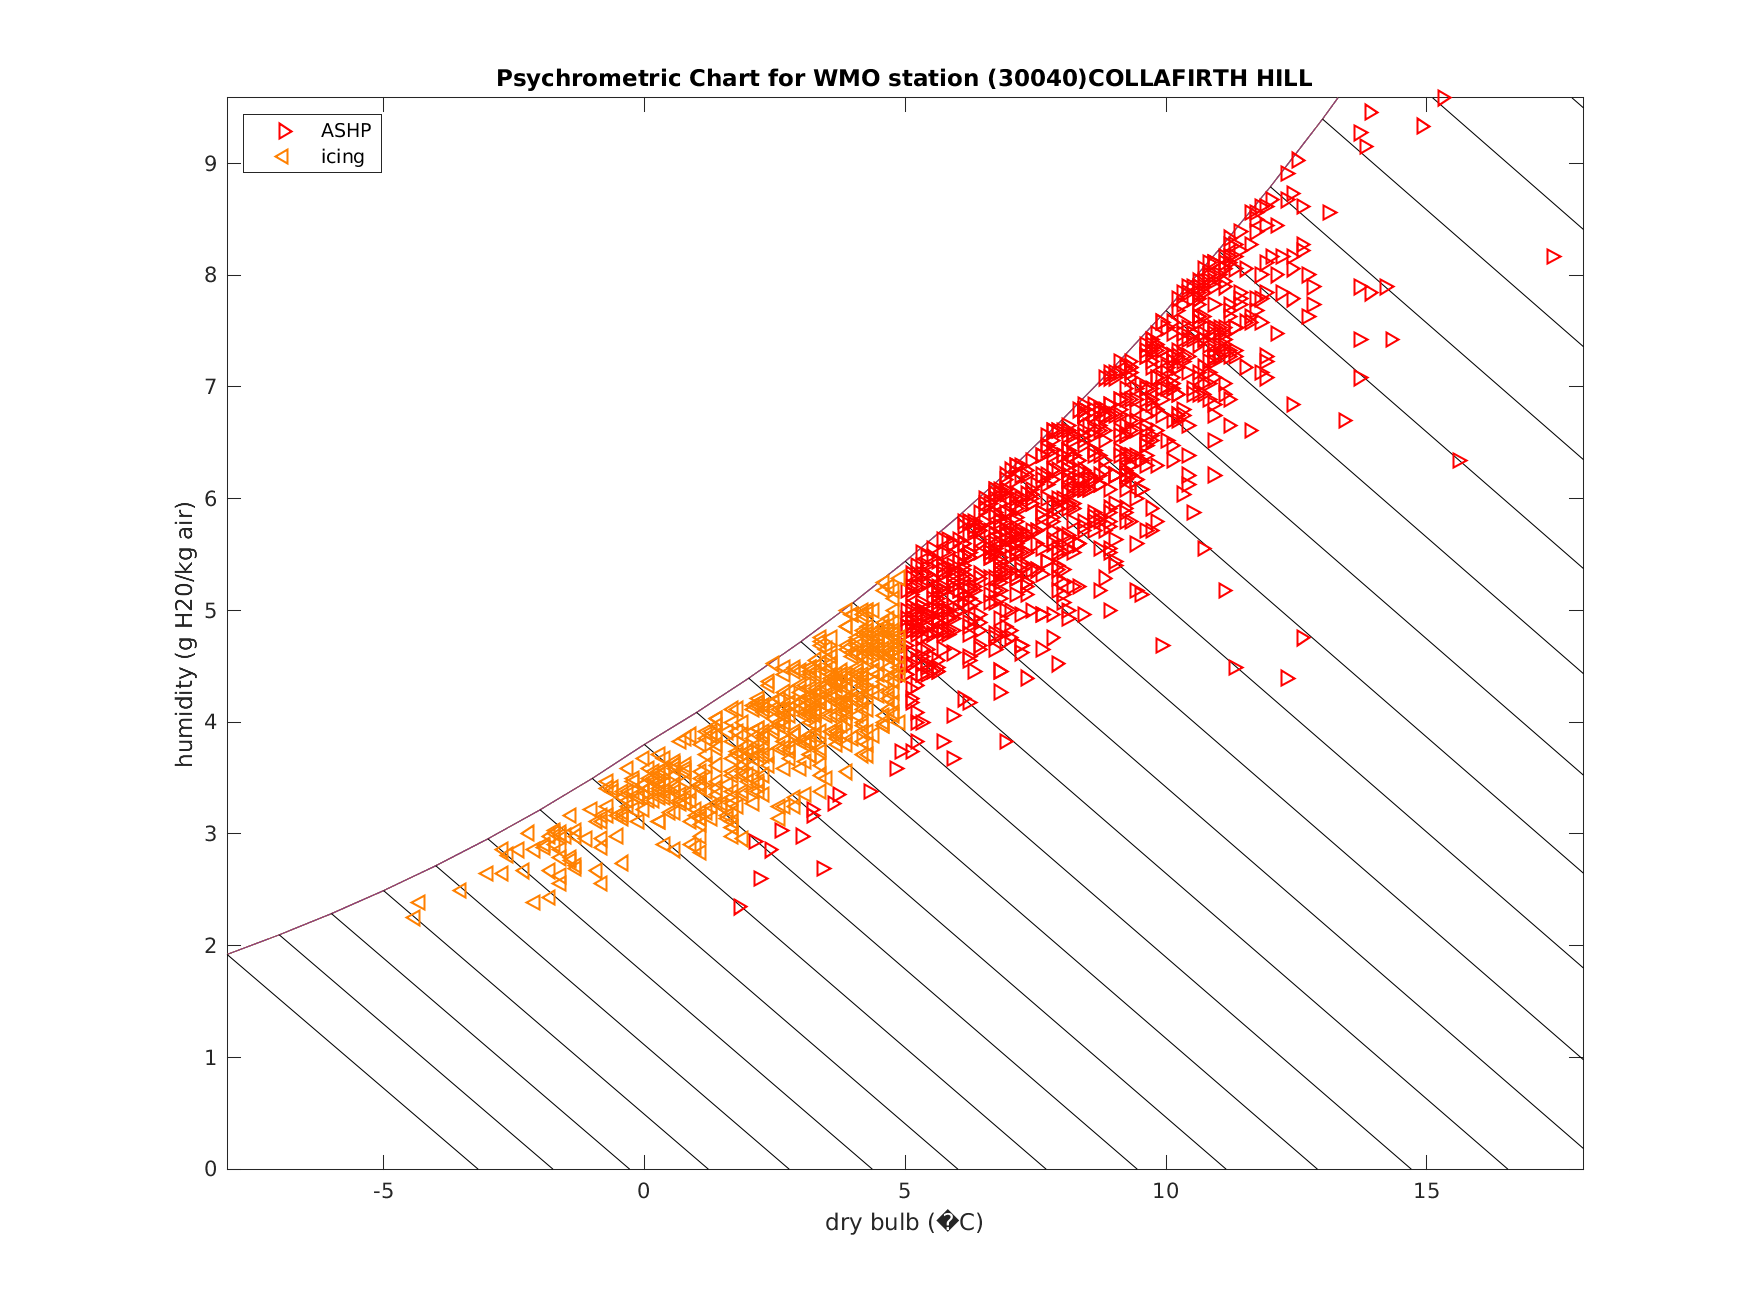 Psychrometric Chart for WMO station (30040)COLLAFIRTH HILL
ASHP
icing
9
8
7
6
5
4
3
2
1
0
humidity (g H20/kg air)
-5 0 5 10 15
dry bulb (�C)